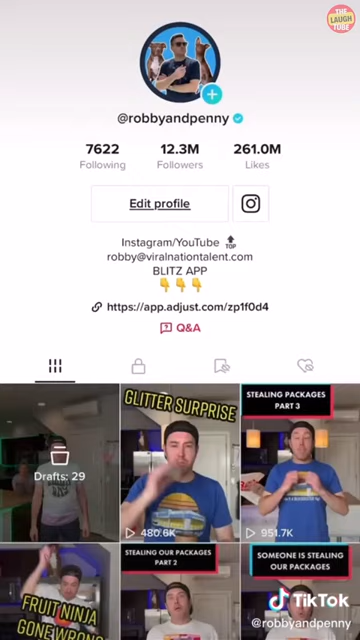 THE
LAUGH
TUBE
@robbyandpenny
7622
Following
12.3M
Followers
261.0M
Likes
Edit profile
Instagram/YouTube 🔝
robby@viralnationtalent.com
BLITZ APP
👇👇👇
https://app.adjust.com/zp1f0d4
Q&A
Drafts: 29
GLITTER SURPRISE
480.6K
STEALING PACKAGES
PART 3
951.7K
FRUIT NINJA
GONE WRONG
STEALING OUR PACKAGES
PART 2
SOMEONE IS STEALING
OUR PACKAGES
TikTok
@robbyandpenny